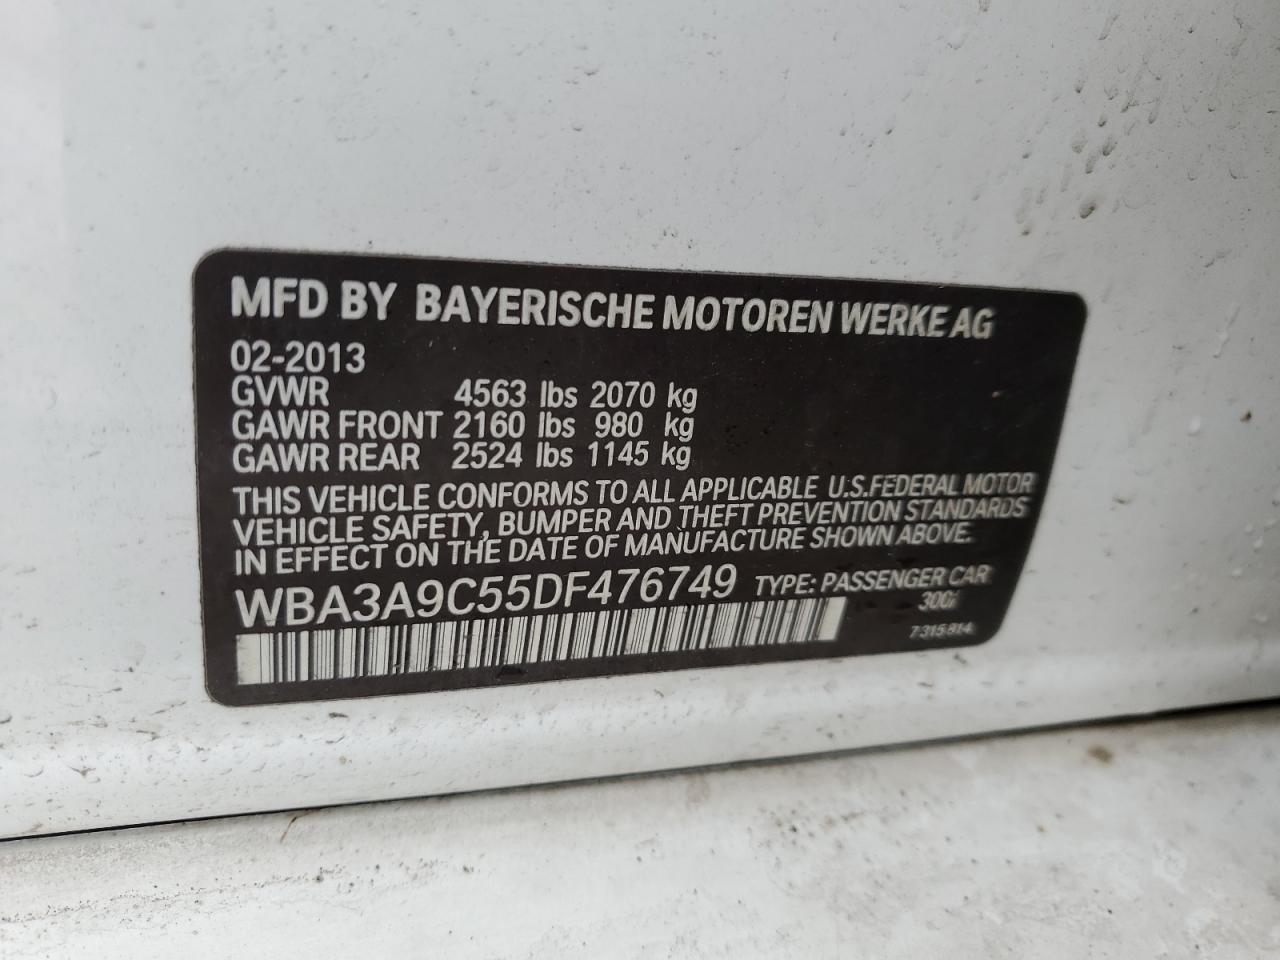 MFD BY BAYERISCHE MOTOREN WERKE AG
02-2013
GVWR 4563 lbs 2070 kg
GAWR FRONT 2160 lbs 980 kg
GAWR REAR 2524 lbs 1145 kg
THIS VEHICLE CONFORMS TO ALL APPLICABLE U.S.FEDERAL MOTOR
VEHICLE SAFETY, BUMPER AND THEFT PREVENTION STANDARDS
IN EFFECT ON THE DATE OF MANUFACTURE SHOWN ABOVE.
WBA3A9C55DF476749 TYPE: PASSENGER CAR
300i
7 315 814